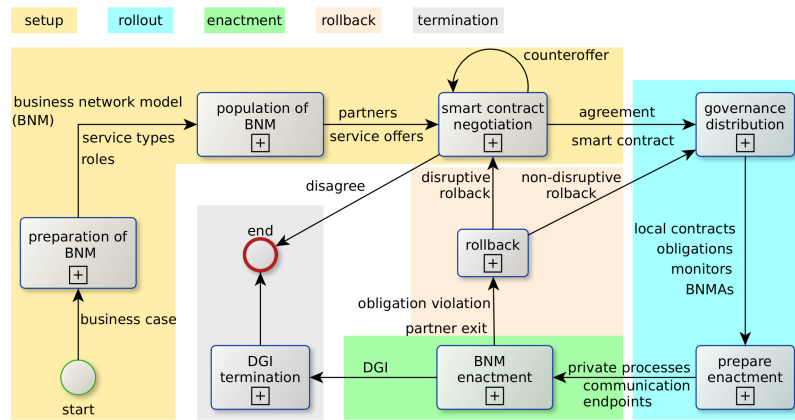 setup
rollout
enactment
rollback
termination
counteroffer
business network model
(BNM)
population of
BNM
partners
service offers
smart contract
negotiation
agreement
smart contract
governance
distribution
service types
roles
disagree
disruptive
rolback
non-disruptive
rolback
preparation of
BNM
end
rollback
local contracts
obligations
monitors
BNMAs
business case
obligation violation
partner exit
DGI
termination
DGI
BNM
enactment
private processes
communication
endpoints
prepare
enactment
start